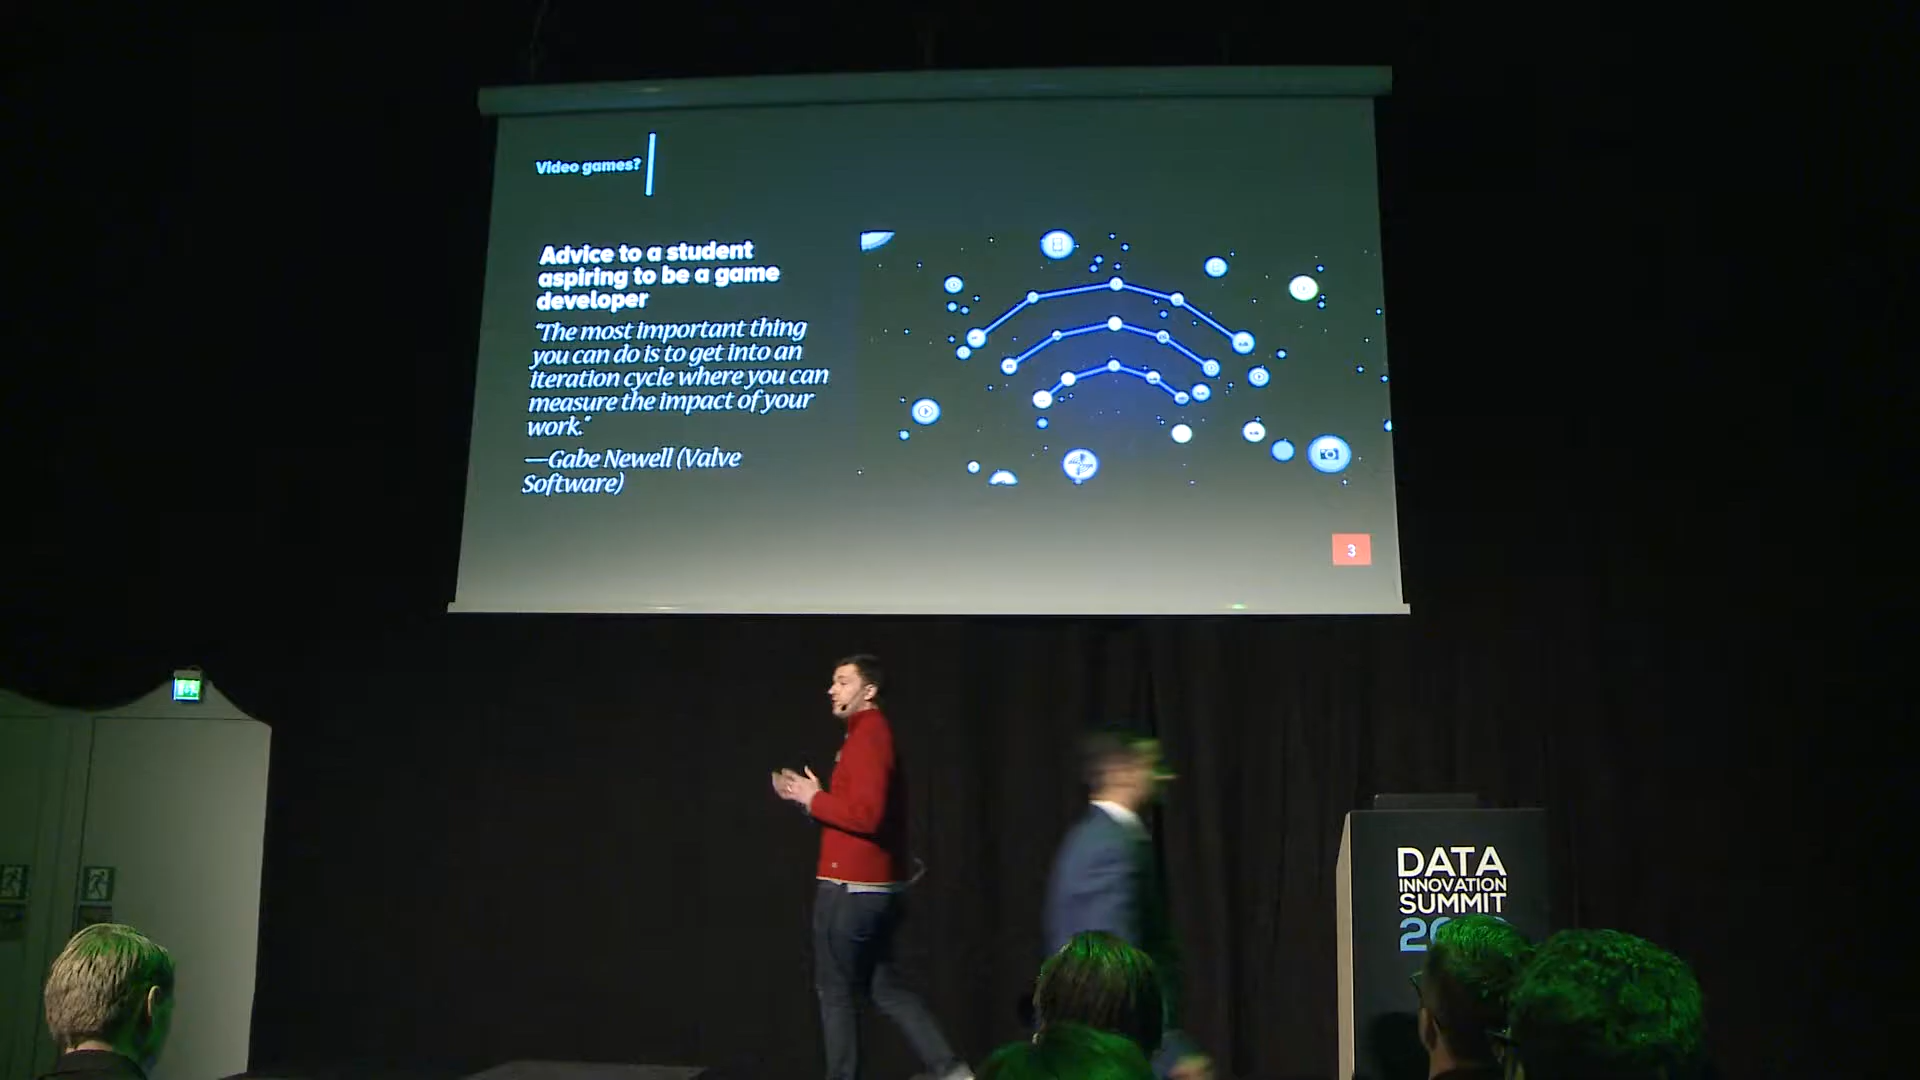 Video games?
Advice to a student
aspiring to be a game
developer
"The most important thing
you can do is to get into an
iteration cycle where you can
measure the impact of your
work."
—Gabe Newell (Valve
Software)
3
DATA
INNOVATION
SUMMIT